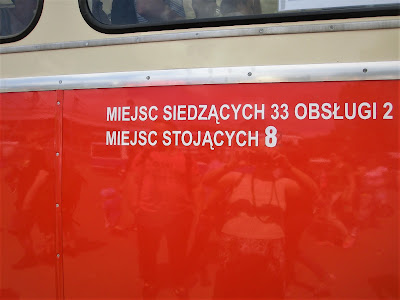 MIEJSC SIEDZĄCYCH 33 OBSŁUGI 2
MIEJSC STOJĄCYCH 8